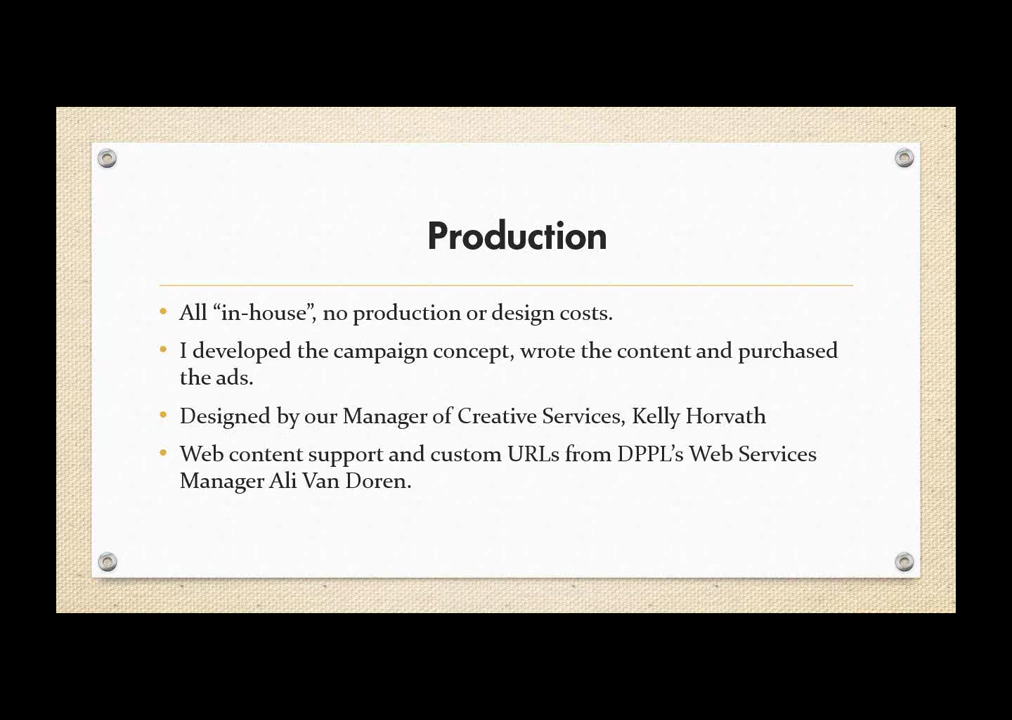 Production
• All “in-house”, no production or design costs.
• I developed the campaign concept, wrote the content and purchased
the ads.
• Designed by our Manager of Creative Services, Kelly Horvath
• Web content support and custom URLs from DPPL’s Web Services
Manager Ali Van Doren.